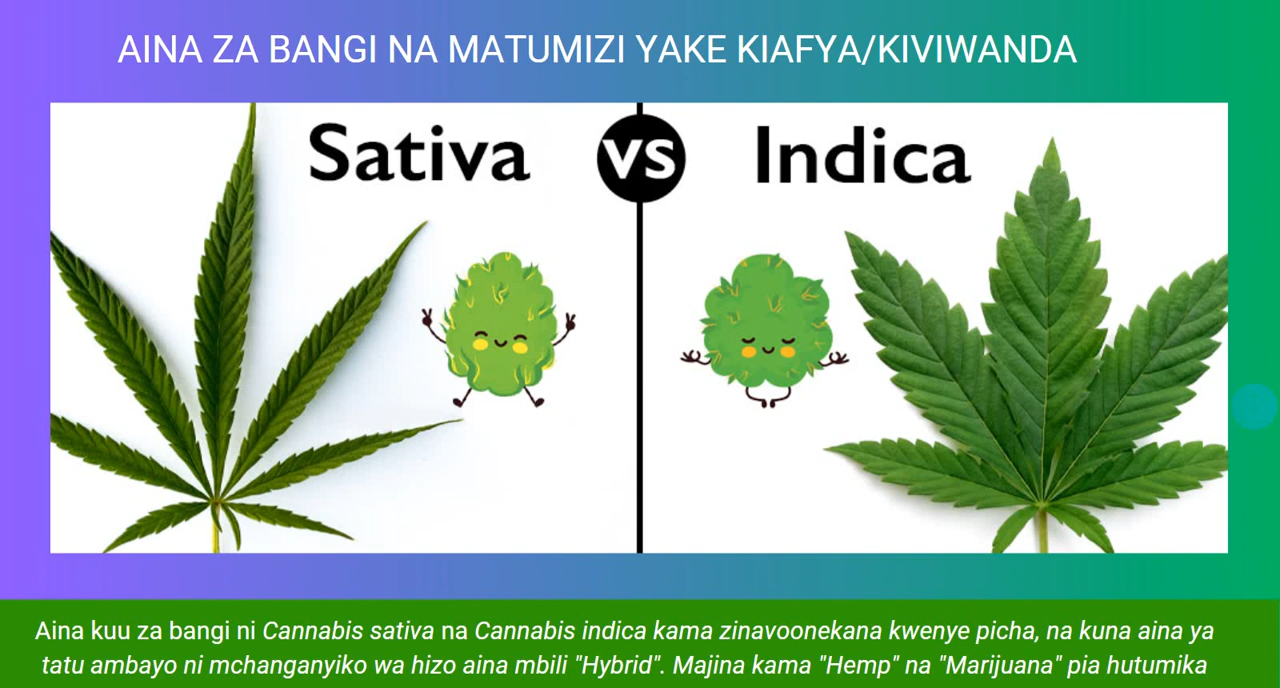 AINA ZA BANGI NA MATUMIZI YAKE KIAFYA/KIVIWANDA
Sativa VS Indica
Aina kuu za bangi ni Cannabis sativa na Cannabis indica kama zinavoonekana kwenye picha, na kuna aina ya
tatu ambayo ni mchanganyiko wa hizo aina mbili "Hybrid". Majina kama "Hemp" na "Marijuana" pia hutumika